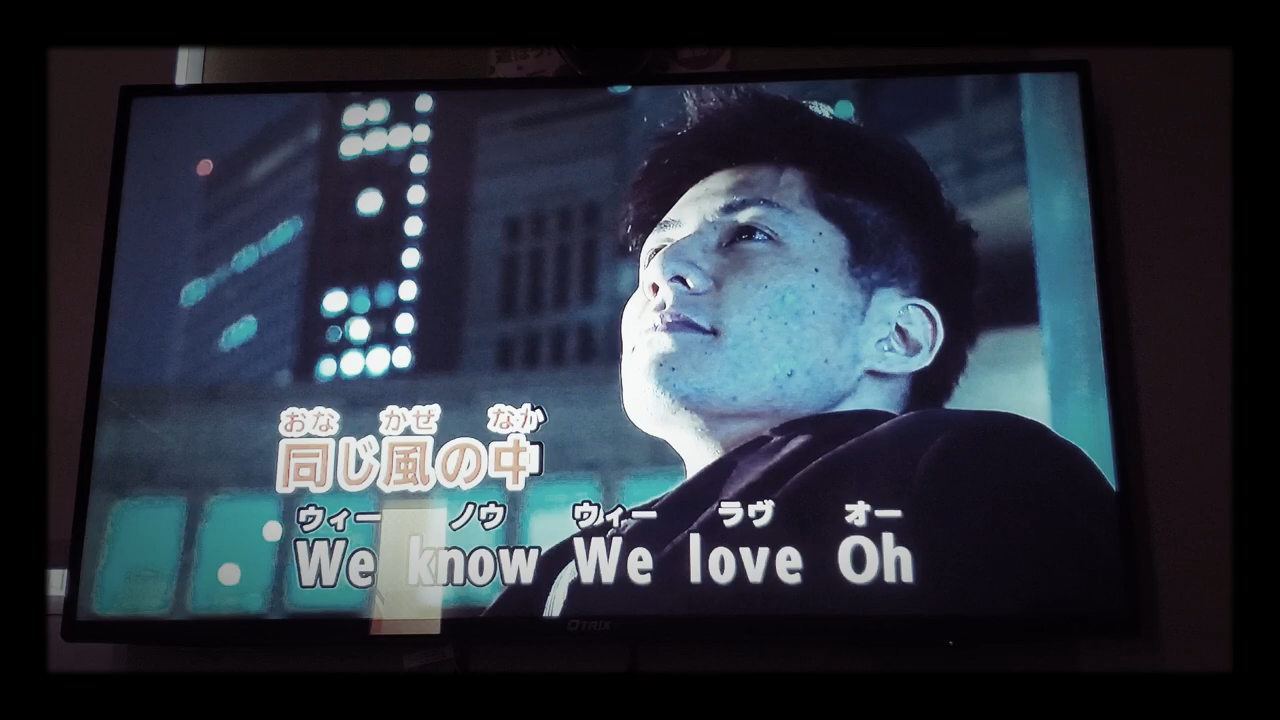 おな かぜ なか
同じ風の中
ウィー ノウ ウィー ラヴ オー
We know We love Oh
QTRIX